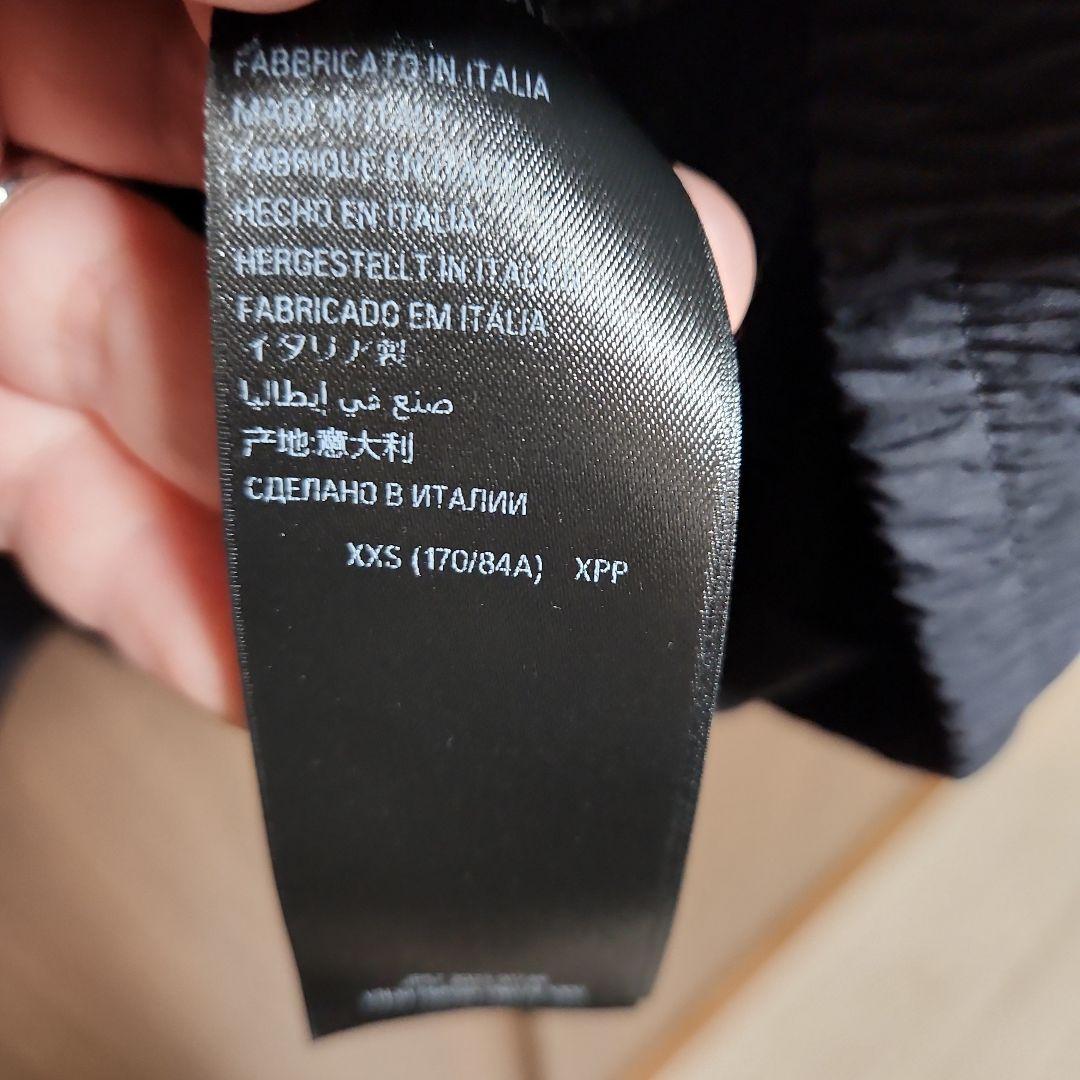 FABBRICATO IN ITALIA
MADE IN ITALY
FABRIQUE EN ITALIE
HECHO EN ITALIA
HERGESTELLT IN ITALIEN
FABRICADO EM ITÁLIA
イタリア製
صنع في إيطاليا
产地:意大利
СДЕЛАНО В ИТАЛИИ
XXS (170/84A) XPP